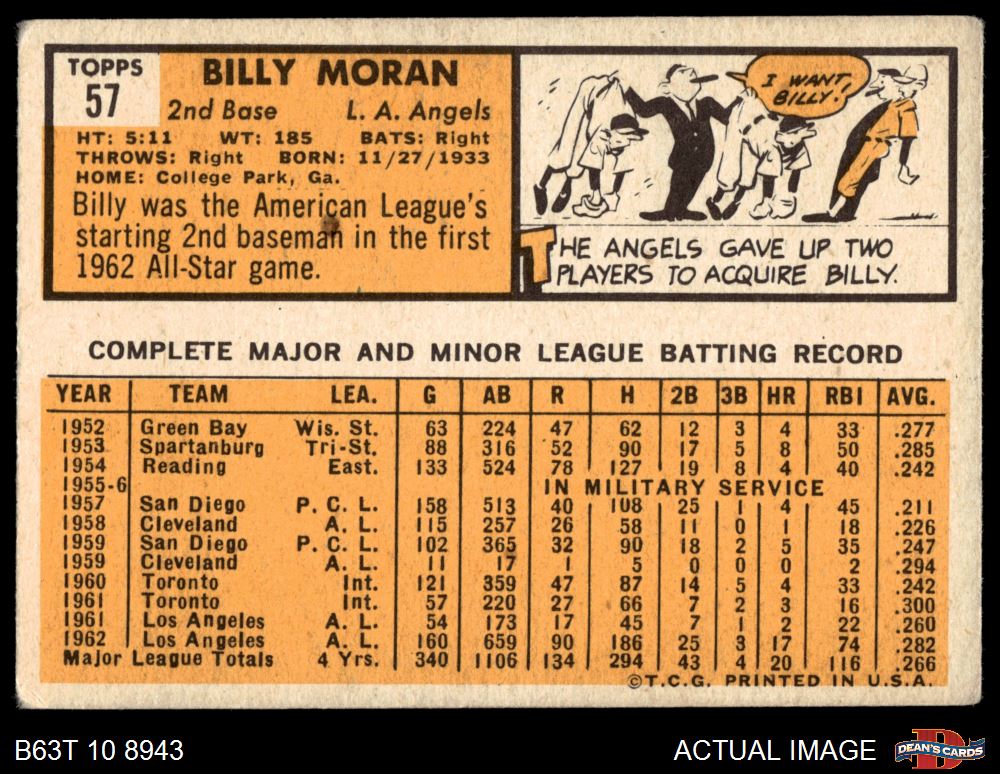 TOPPS
57
BILLY MORAN
2nd Base L. A. Angels
HT: 5:11 WT: 185 BATS: Right
THROWS: Right BORN: 11/27/1933
HOME: College Park, Ga.
Billy was the American League's
starting 2nd baseman in the first
1962 All-Star game.
I WANT
BILLY!
THE ANGELS GAVE UP TWO
PLAYERS TO ACQUIRE BILLY.
COMPLETE MAJOR AND MINOR LEAGUE BATTING RECORD
YEAR TEAM LEA. G AB R H 2B 3B HR RBI AVG.
1952 Green Bay Wis. St. 63 224 47 62 12 3 4 33 .277
1953 Spartanburg Tri-St. 88 316 52 90 17 5 8 50 .285
1954 Reading East. 133 524 78 127 19 8 4 40 .242
1955-6 IN MILITARY SERVICE
1957 San Diego P. C. L. 158 513 40 108 25 1 4 45 .211
1958 Cleveland A. L. 115 257 26 58 11 0 1 18 .226
1959 San Diego P. C. L. 102 365 32 90 18 2 5 35 .247
1959 Cleveland A. L. 11 17 1 5 0 0 0 2 .294
1960 Toronto Int. 121 359 47 87 14 5 4 33 .242
1961 Toronto Int. 57 220 27 66 7 2 3 16 .300
1961 Los Angeles A. L. 54 173 17 45 7 1 2 22 .260
1962 Los Angeles A. L. 160 659 90 186 25 3 17 74 .282
Major League Totals 4 Yrs. 340 1106 134 294 43 4 20 116 .266
©T.C.G. PRINTED IN U.S.A.
B63T 10 8943 ACTUAL IMAGE
D
DEAN'S CARDS